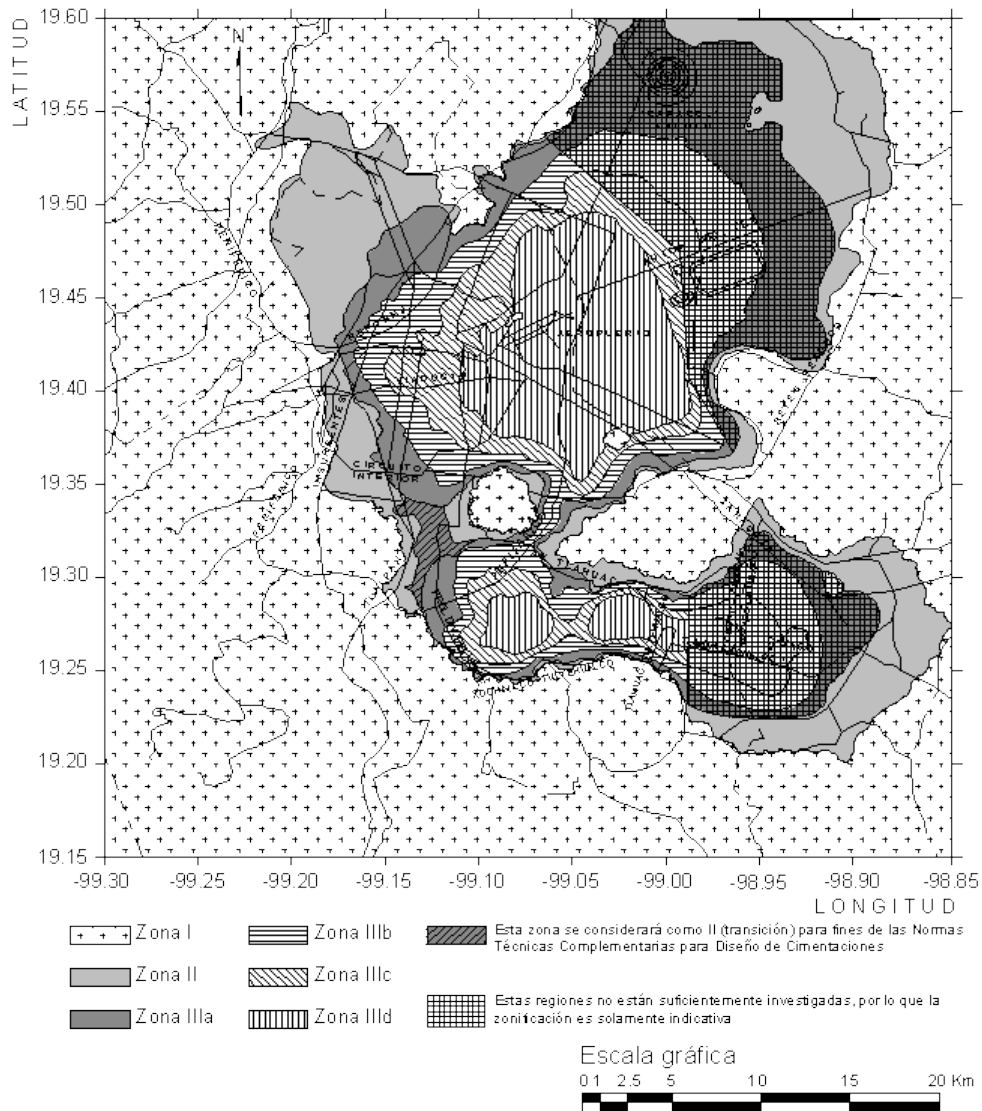 LATITUD
19.60
19.55
19.50
19.45
19.40
19.35
19.30
19.25
19.20
19.15
N
CIRCUITO
INTERIOR
TLAHUAC
-99.30
-99.25
-99.20
-99.15
-99.10
-99.05
-99.00
-98.95
-98.90
-98.85
LONGITUD
Zona I
Zona IIIb
Esta zona se considerará como II (transición) para fines de las Normas
Técnicas Complementarias para Diseño de Cimentaciones
Zona II
Zona IIIc
Zona IIIa
Zona IIId
Estas regiones no están suficientemente investigadas, por lo que la
zonificación es solamente indicativa
Escala gráfica
0 1 2.5 5 10 15 20 Km